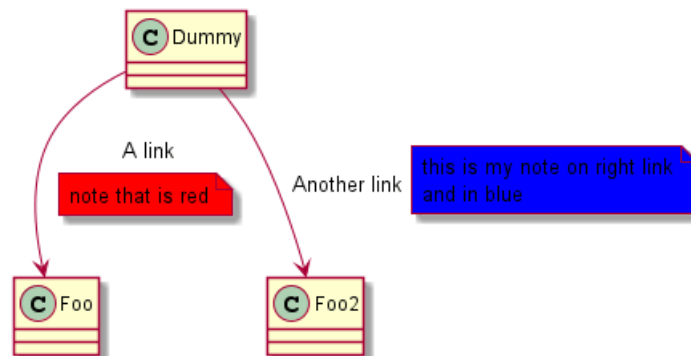 C Dummy
A link
note that is red
Another link
this is my note on right link
and in blue
C Foo
C Foo2